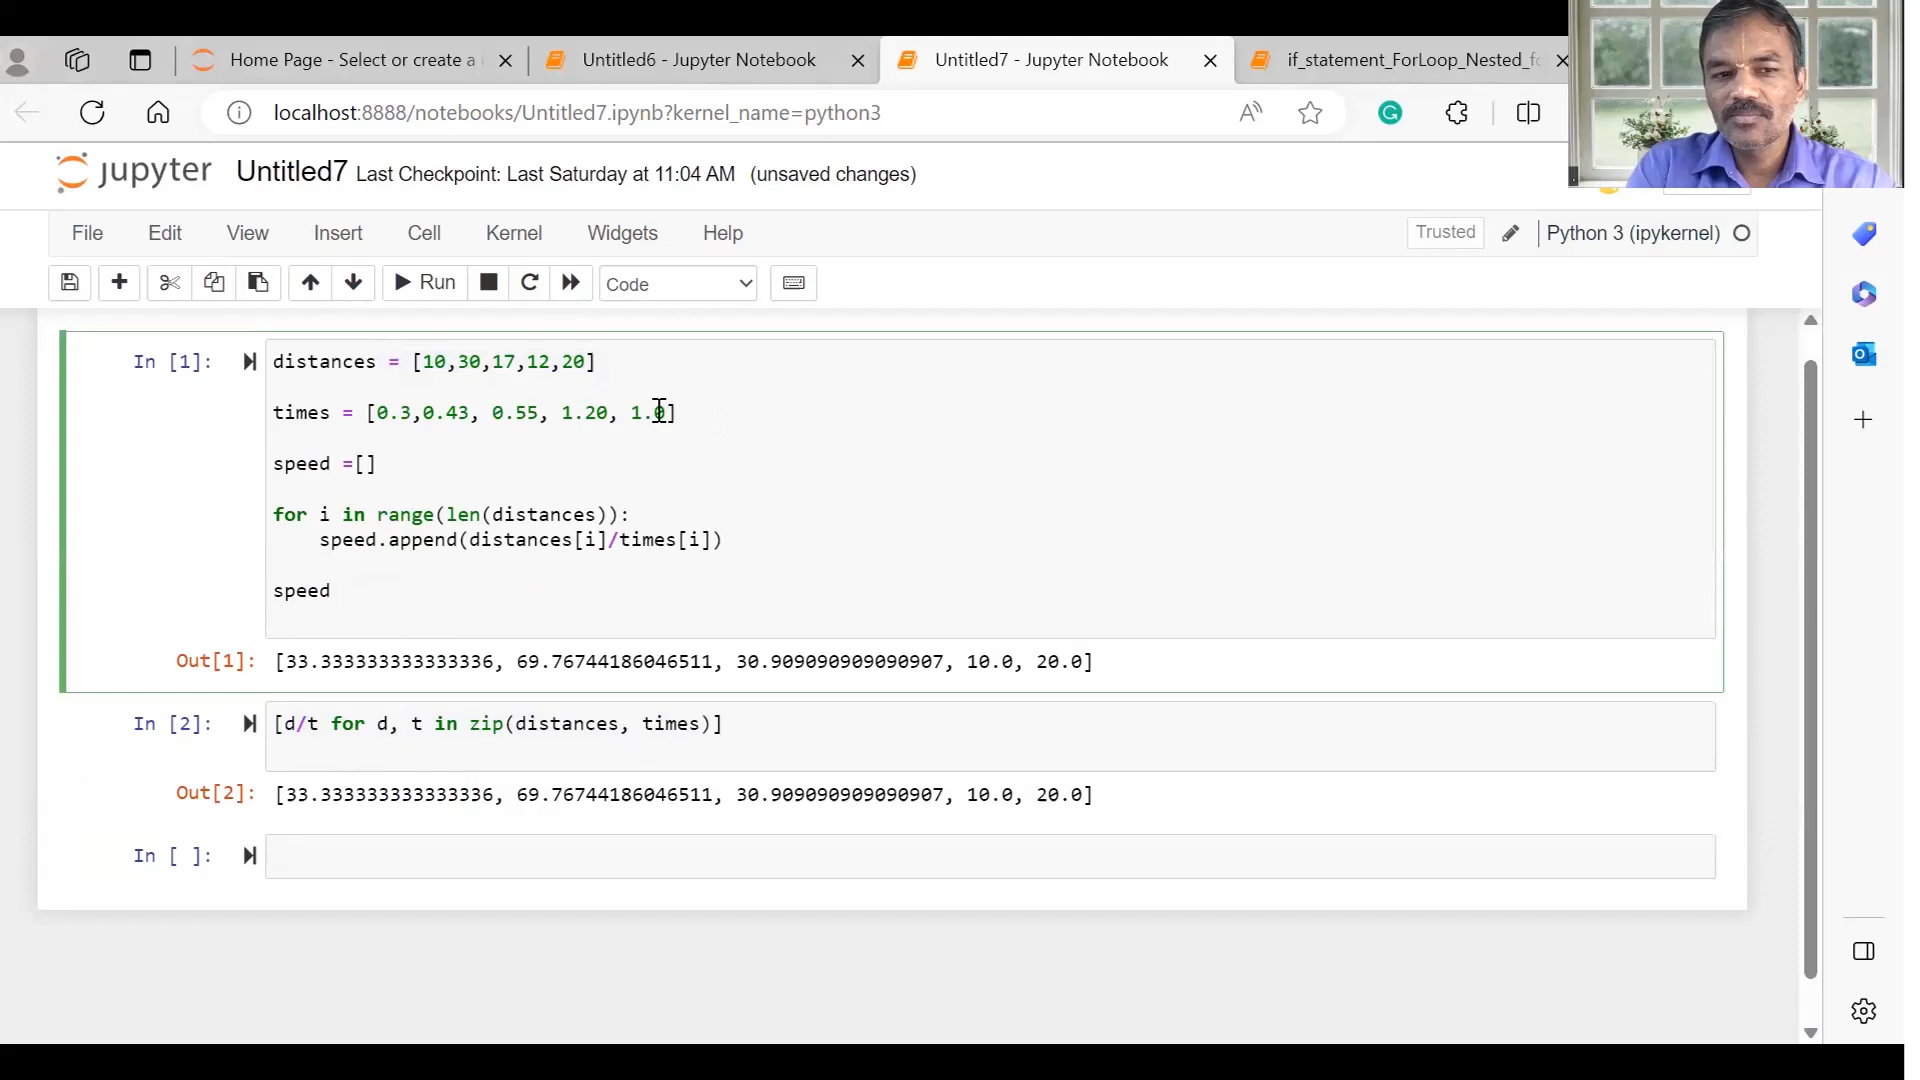 Home Page - Select or create a
Untitled6 - Jupyter Notebook
Untitled7 - Jupyter Notebook
if_statement_ForLoop_Nested_fo
localhost:8888/notebooks/Untitled7.ipynb?kernel_name=python3
jupyter Untitled7 Last Checkpoint: Last Saturday at 11:04 AM (unsaved changes)
File Edit View Insert Cell Kernel Widgets Help Trusted Python 3 (ipykernel)
Run Code
In [1]: distances = [10,30,17,12,20]
times = [0.3,0.43, 0.55, 1.20, 1.0]
speed =[]
for i in range(len(distances)):
speed.append(distances[i]/times[i])
speed
Out[1]: [33.333333333333336, 69.76744186046511, 30.909090909090907, 10.0, 20.0]
In [2]: [d/t for d, t in zip(distances, times)]
Out[2]: [33.333333333333336, 69.76744186046511, 30.909090909090907, 10.0, 20.0]
In [ ]: